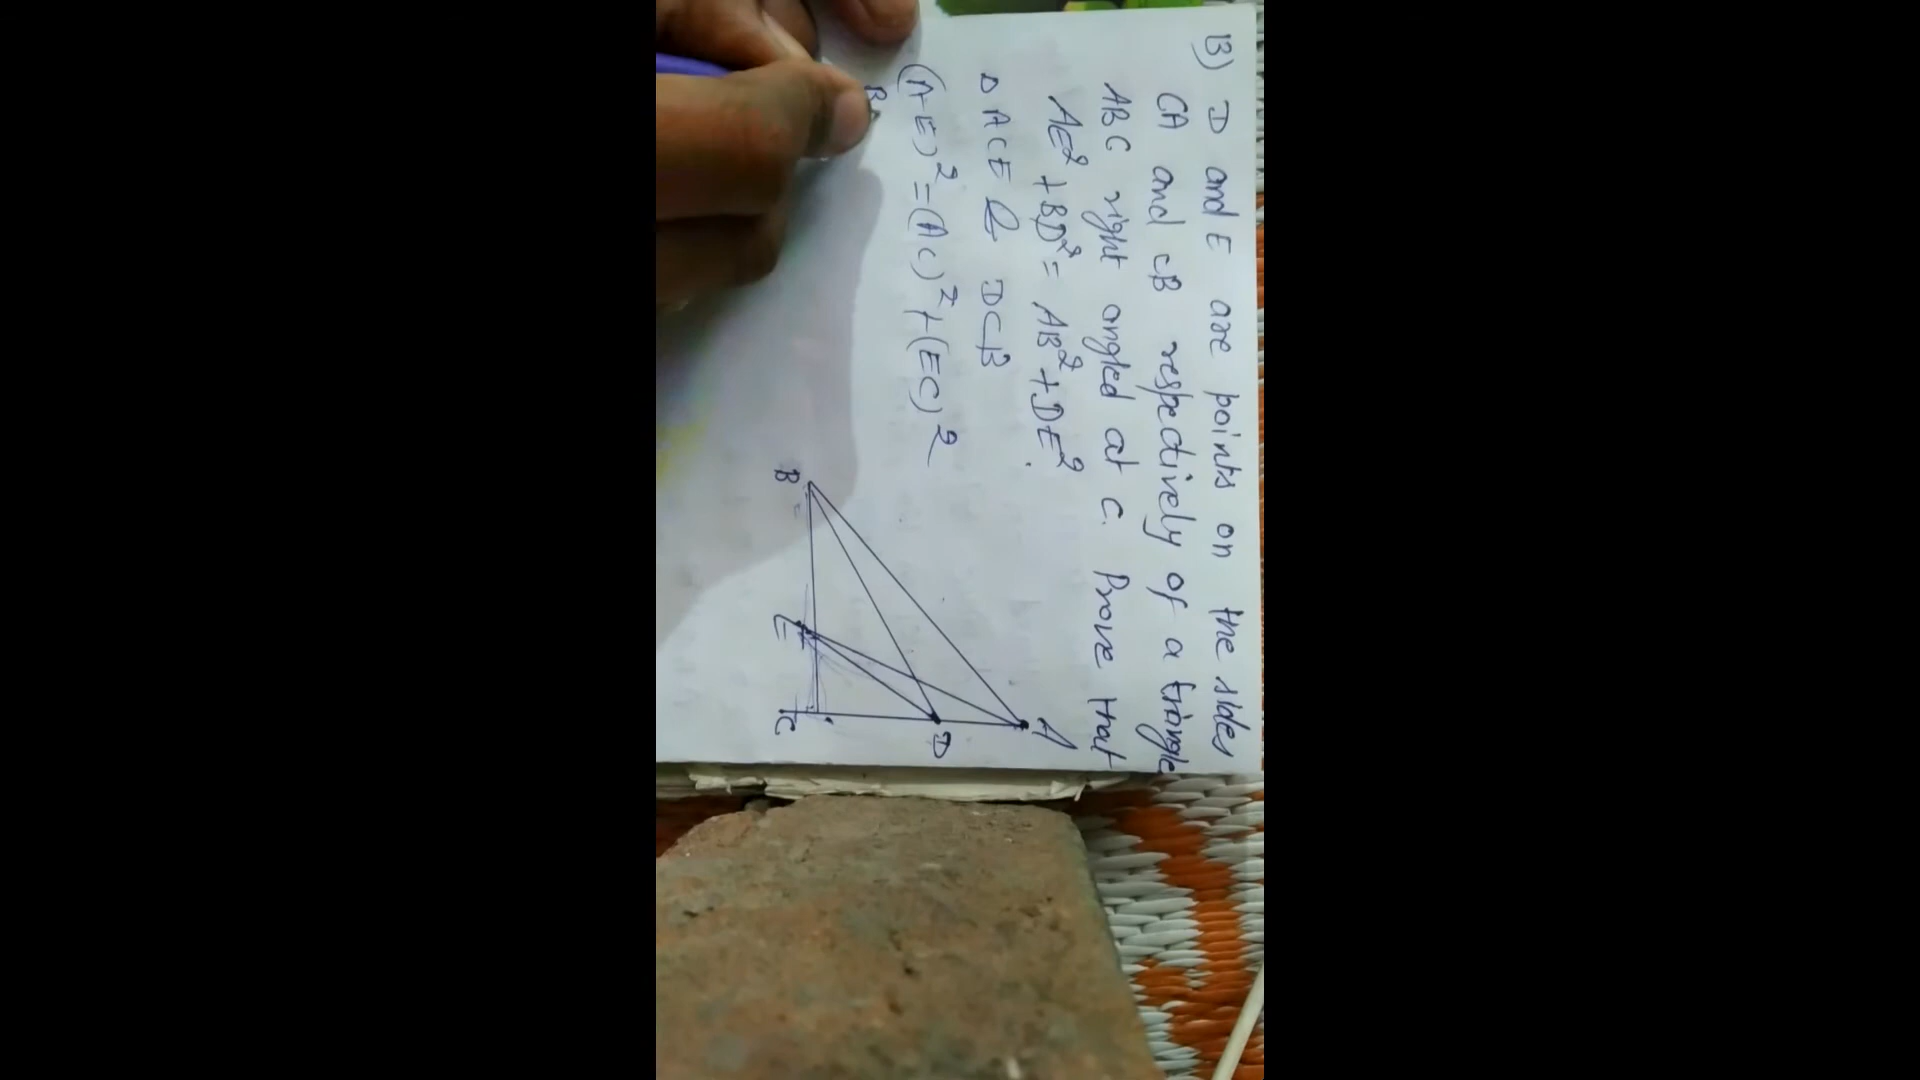 13) D and E are points on the sides
CA and CB respectively of a triangle
ABC right angled at C. Prove that
AE² + BD² = AB² + DE².
Δ ACE & DCB
(AE)² = (AC)² + (EC)²
B
A
D
B
E
C